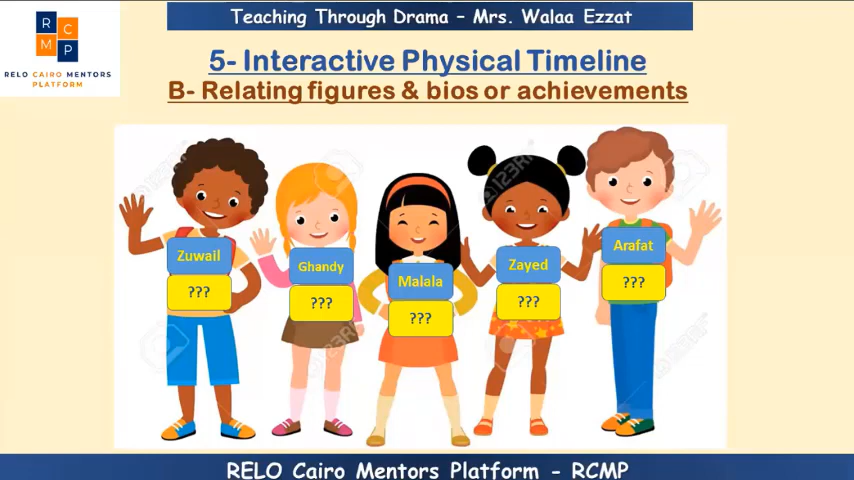 Teaching Through Drama – Mrs. Walaa Ezzat
R C
M P
RELO CAIRO MENTORS
PLATFORM
5- Interactive Physical Timeline
B- Relating figures & bios or achievements
Zuwail
???
Ghandy
???
Malala
???
Zayed
???
Arafat
???
RELO Cairo Mentors Platform - RCMP